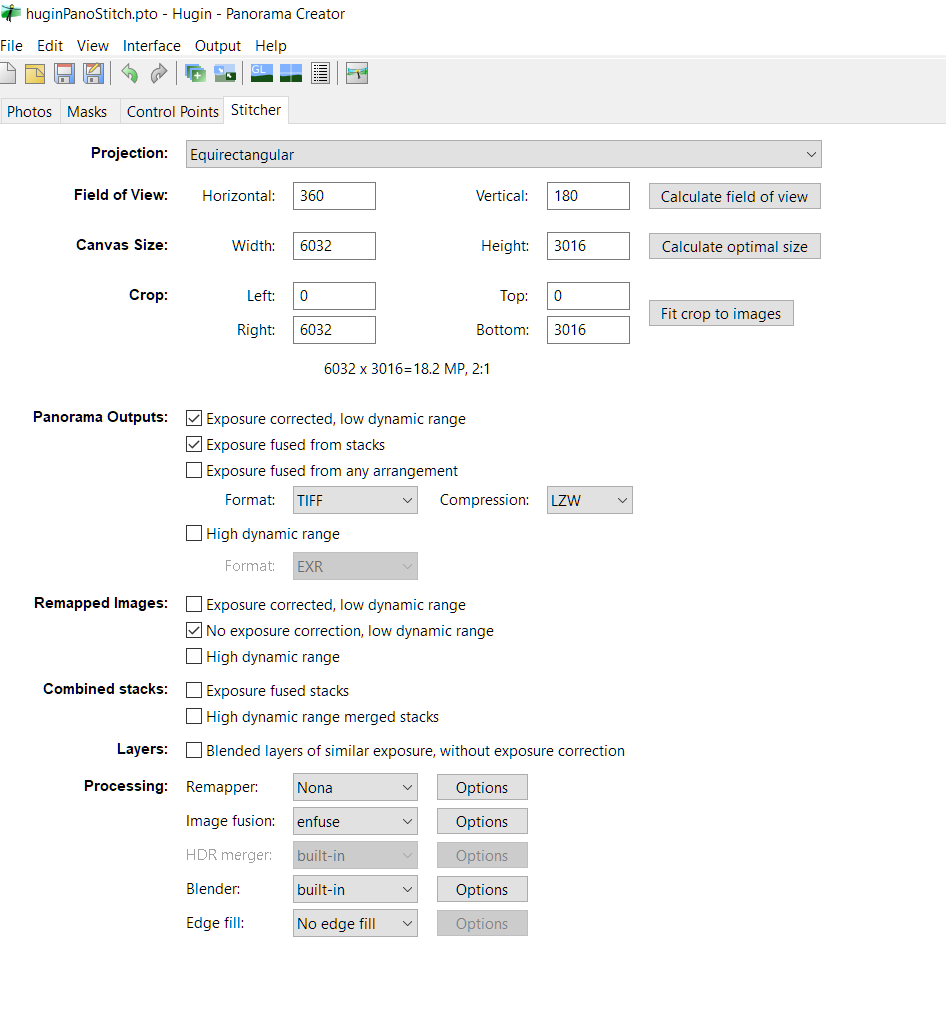 huginPanoStitch.pto - Hugin - Panorama Creator
File Edit View Interface Output Help
GL
Photos Masks Control Points Stitcher
Projection: Equirectangular
Field of View: Horizontal: 360 Vertical: 180 Calculate field of view
Canvas Size: Width: 6032 Height: 3016 Calculate optimal size
Crop: Left: 0 Top: 0
Fit crop to images
Right: 6032 Bottom: 3016
6032 x 3016=18.2 MP, 2:1
Panorama Outputs: Exposure corrected, low dynamic range
Exposure fused from stacks
Exposure fused from any arrangement
Format: TIFF Compression: LZW
High dynamic range
Format: EXR
Remapped Images: Exposure corrected, low dynamic range
No exposure correction, low dynamic range
High dynamic range
Combined stacks: Exposure fused stacks
High dynamic range merged stacks
Layers: Blended layers of similar exposure, without exposure correction
Processing: Remapper: Nona Options
Image fusion: enfuse Options
HDR merger: built-in Options
Blender: built-in Options
Edge fill: No edge fill Options